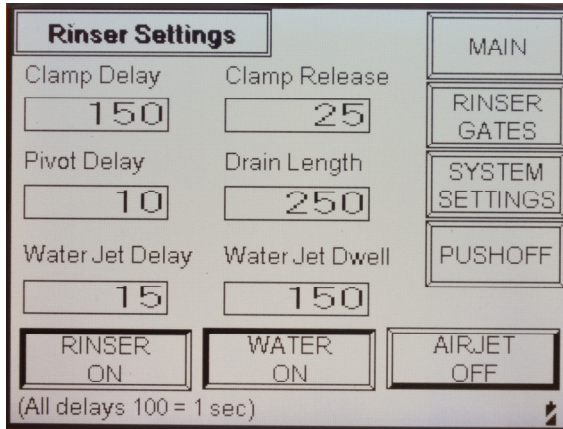 Rinser Settings
MAIN
Clamp Delay
Clamp Release
150
25
RINSER
GATES
Pivot Delay
Drain Length
SYSTEM
SETTINGS
10
250
Water Jet Delay
Water Jet Dwell
PUSHOFF
15
150
RINSER
ON
WATER
ON
AIRJET
OFF
(All delays 100 = 1 sec)